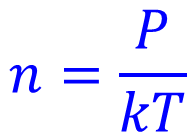 n = P / kT